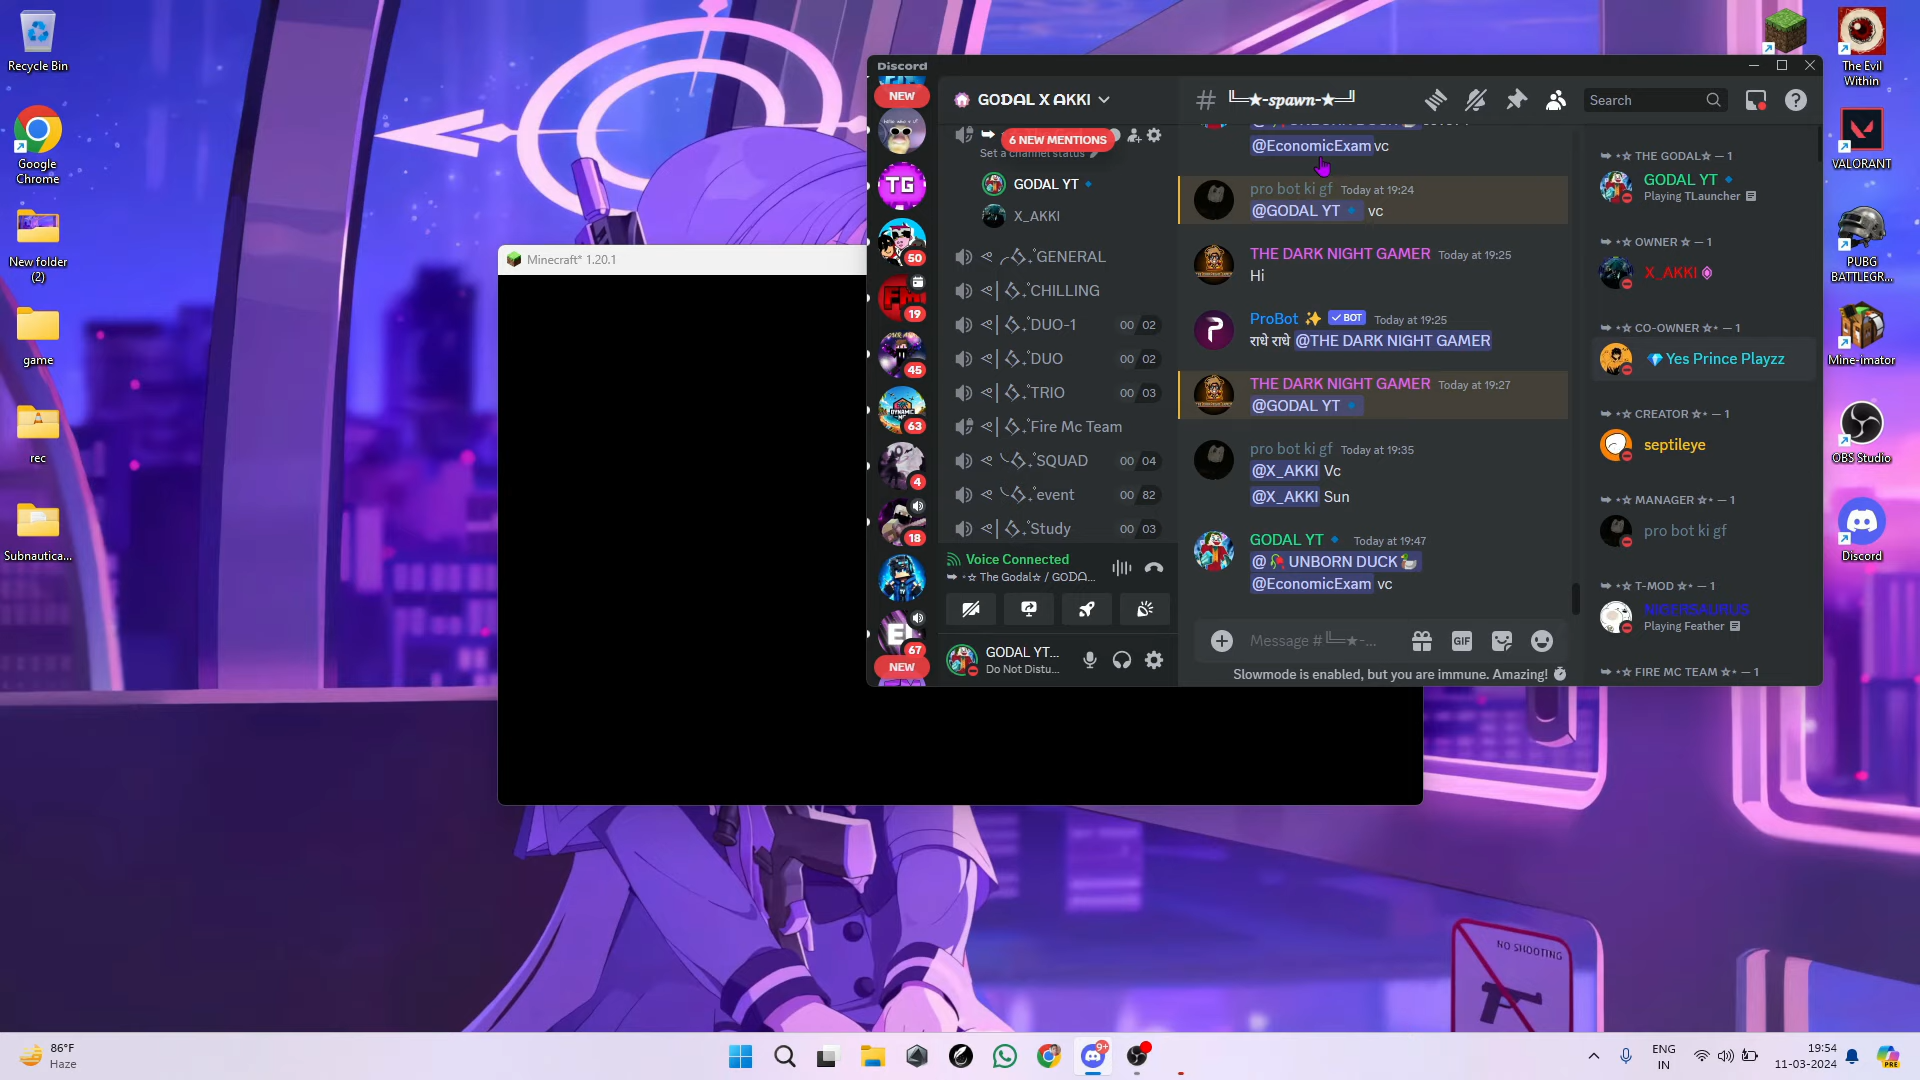 Recycle Bin
Google
Chrome
New folder
(2)
game
rec
Subnautica...
The Evil
Within
VALORANT
PUBG
BATTLEGR...
Mine-imator
OBS Studio
Discord
Minecraft* 1.20.1
Discord
NEW
TG
50
19
45
DYNAMIC
63
4
18
67
NEW
GODAL X AKKI
6 NEW MENTIONS
Set a channel status
GODAL YT
X_AKKI
GENERAL
CHILLING
DUO-1 00 02
DUO 00 02
TRIO 00 03
Fire Mc Team
SQUAD 00 04
event 00 82
Study 00 03
Voice Connected
The Godal☆ / GODA...
GODAL YT...
Do Not Distu...
# ╚═★-spawn-★═╝
Search
@EconomicExam vc
pro bot ki gf Today at 19:24
@GODAL YT vc
THE DARK NIGHT GAMER Today at 19:25
Hi
ProBot ✨ ✓ BOT Today at 19:25
राधे राधे @THE DARK NIGHT GAMER
THE DARK NIGHT GAMER Today at 19:27
@GODAL YT
pro bot ki gf Today at 19:35
@X_AKKI Vc
@X_AKKI Sun
GODAL YT Today at 19:47
@🥀UNBORN DUCK🦢
@EconomicExam vc
Message #╚═★-...
GIF
Slowmode is enabled, but you are immune. Amazing!
THE GODAL☆ — 1
GODAL YT
Playing TLauncher
☆ OWNER ☆ — 1
X_AKKI
☆ CO-OWNER ☆ — 1
💎Yes Prince Playzz
☆ CREATOR ☆ — 1
septileye
☆ MANAGER ☆ — 1
pro bot ki gf
☆ T-MOD ☆ — 1
NIGERSAURUS
Playing Feather
☆ FIRE MC TEAM ☆ — 1
NO SHOOTING
86°F
Haze
9+
ENG
IN
19:54
11-03-2024
PRE